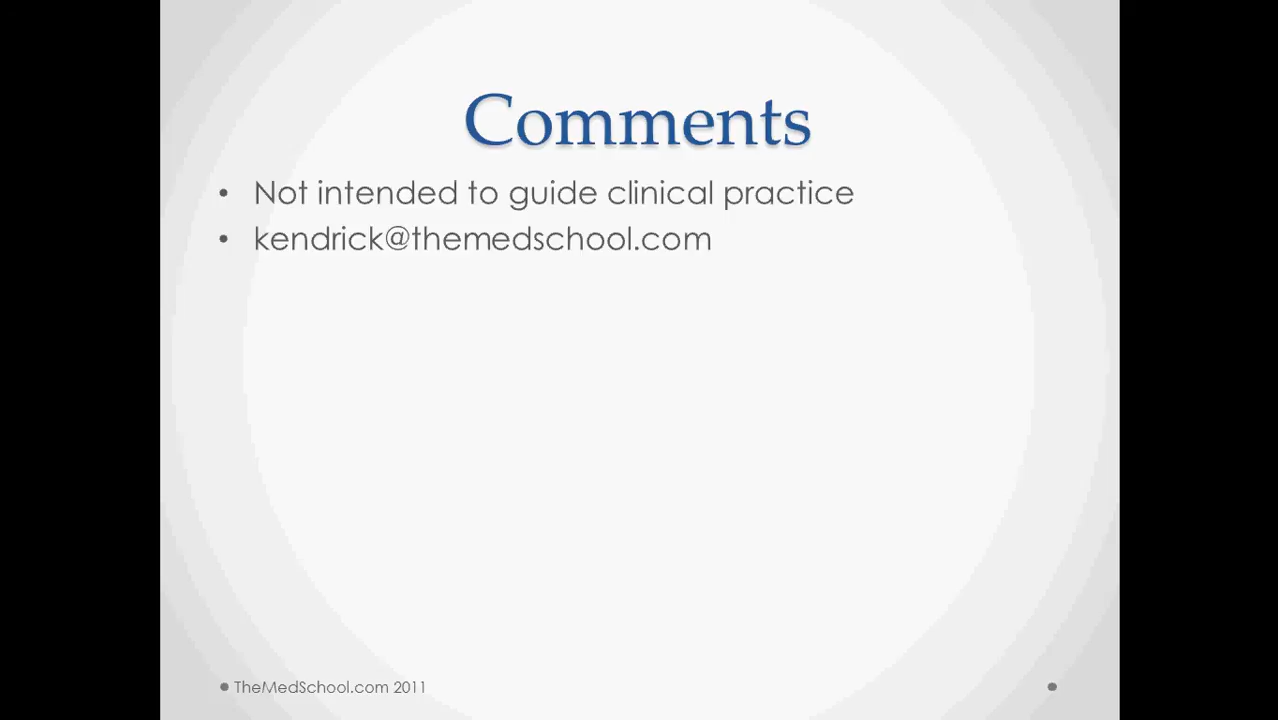 Comments
• Not intended to guide clinical practice
• kendrick@themedschool.com
TheMedSchool.com 2011